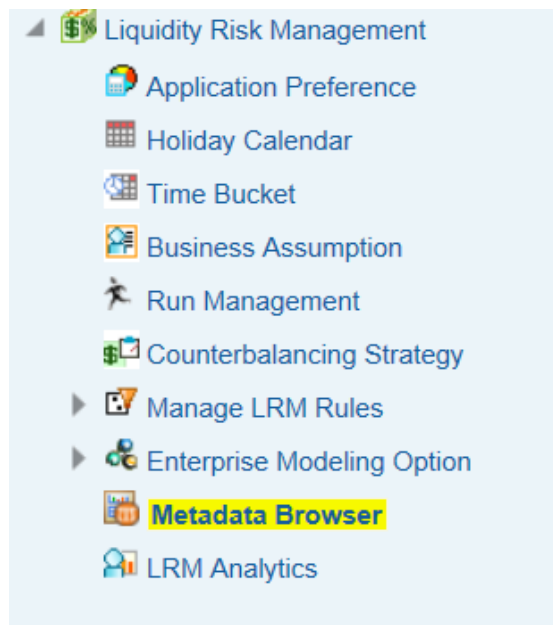 Liquidity Risk Management
Application Preference
Holiday Calendar
Time Bucket
Business Assumption
Run Management
Counterbalancing Strategy
Manage LRM Rules
Enterprise Modeling Option
Metadata Browser
LRM Analytics